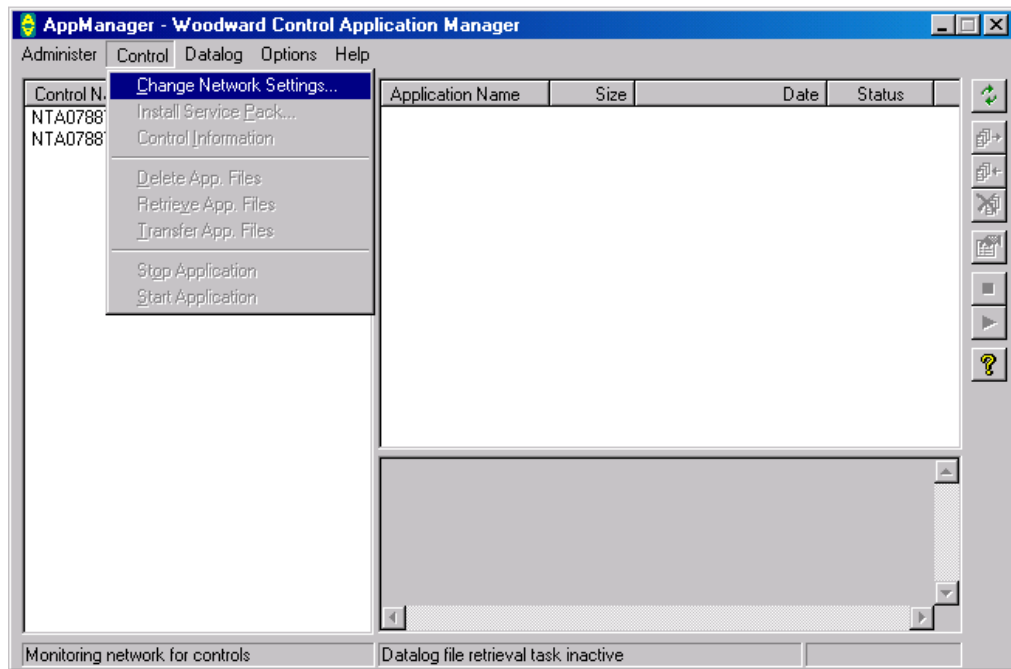 AppManager - Woodward Control Application Manager
Administer Control Datalog Options Help
Control N
Application Name Size Date Status
NTA0788
NTA0788
Change Network Settings...
Install Service Pack...
Control Information
Delete App. Files
Retrieve App. Files
Transfer App. Files
Stop Application
Start Application
Monitoring network for controls
Datalog file retrieval task inactive